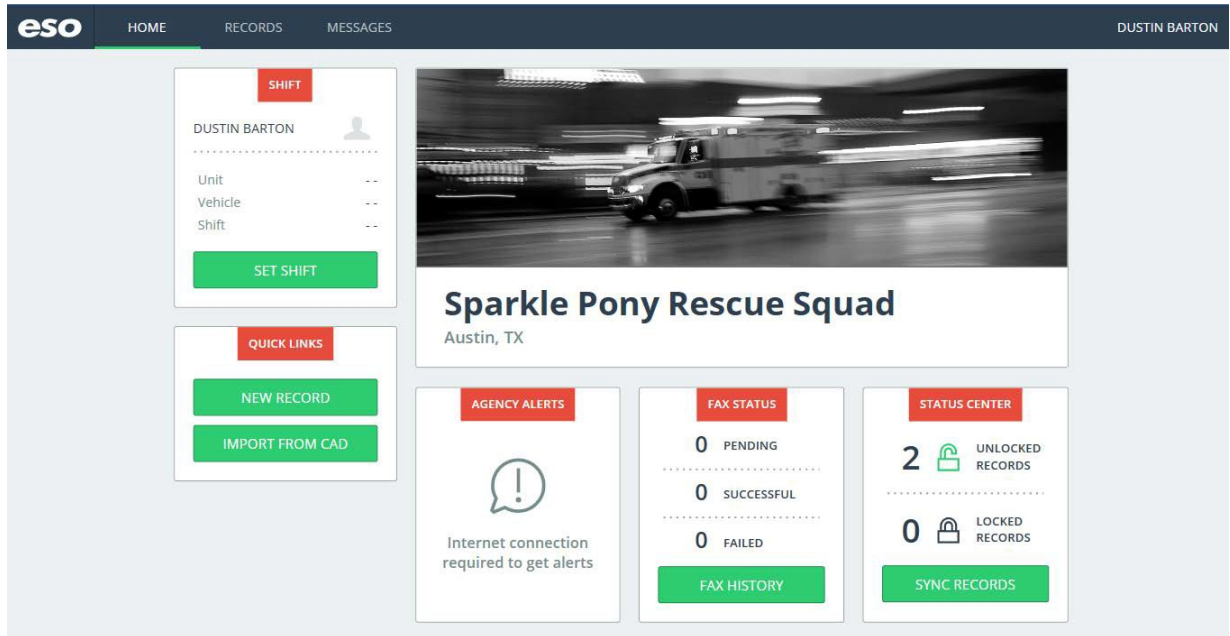 eso
HOME
RECORDS
MESSAGES
DUSTIN BARTON
SHIFT
DUSTIN BARTON
Unit
- -
Vehicle
- -
Shift
- -
SET SHIFT
QUICK LINKS
NEW RECORD
IMPORT FROM CAD
Sparkle Pony Rescue Squad
Austin, TX
AGENCY ALERTS
!
Internet connection
required to get alerts
FAX STATUS
0 PENDING
0 SUCCESSFUL
0 FAILED
FAX HISTORY
STATUS CENTER
2 UNLOCKED
RECORDS
0 LOCKED
RECORDS
SYNC RECORDS